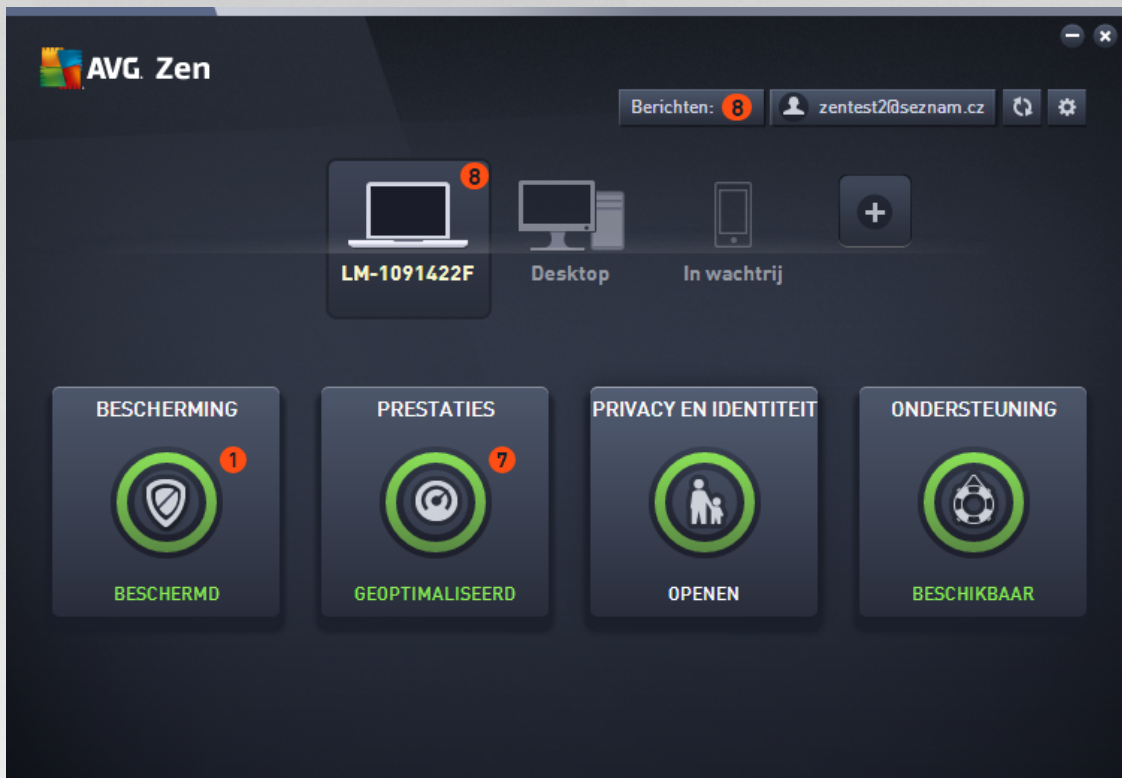 AVG. Zen
Berichten: 8
zentest2@seznam.cz
8
LM-1091422F
Desktop
In wachtrij
BESCHERMING
1
BESCHERMD
PRESTATIES
7
GEOPTIMALISEERD
PRIVACY EN IDENTITEIT
OPENEN
ONDERSTEUNING
BESCHIKBAAR